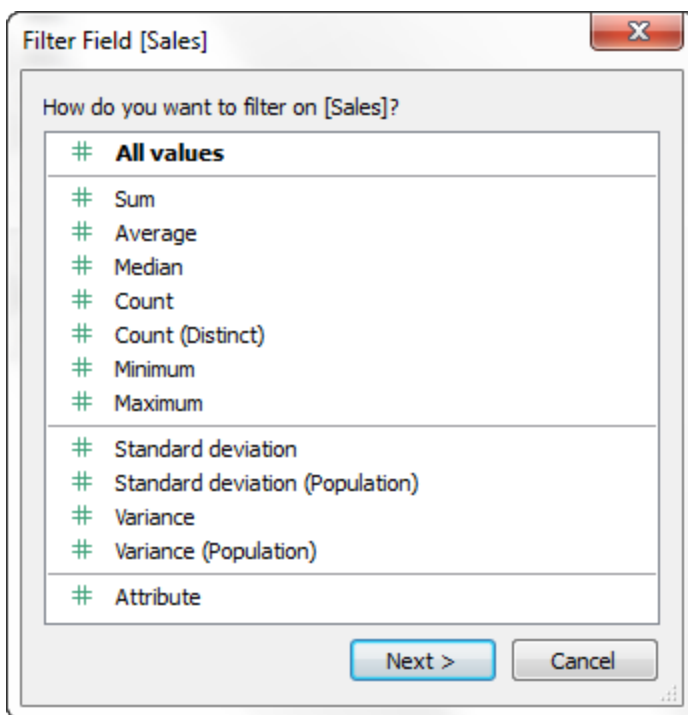 Filter Field [Sales]
How do you want to filter on [Sales]?
# All values
# Sum
# Average
# Median
# Count
# Count (Distinct)
# Minimum
# Maximum
# Standard deviation
# Standard deviation (Population)
# Variance
# Variance (Population)
# Attribute
Next > Cancel